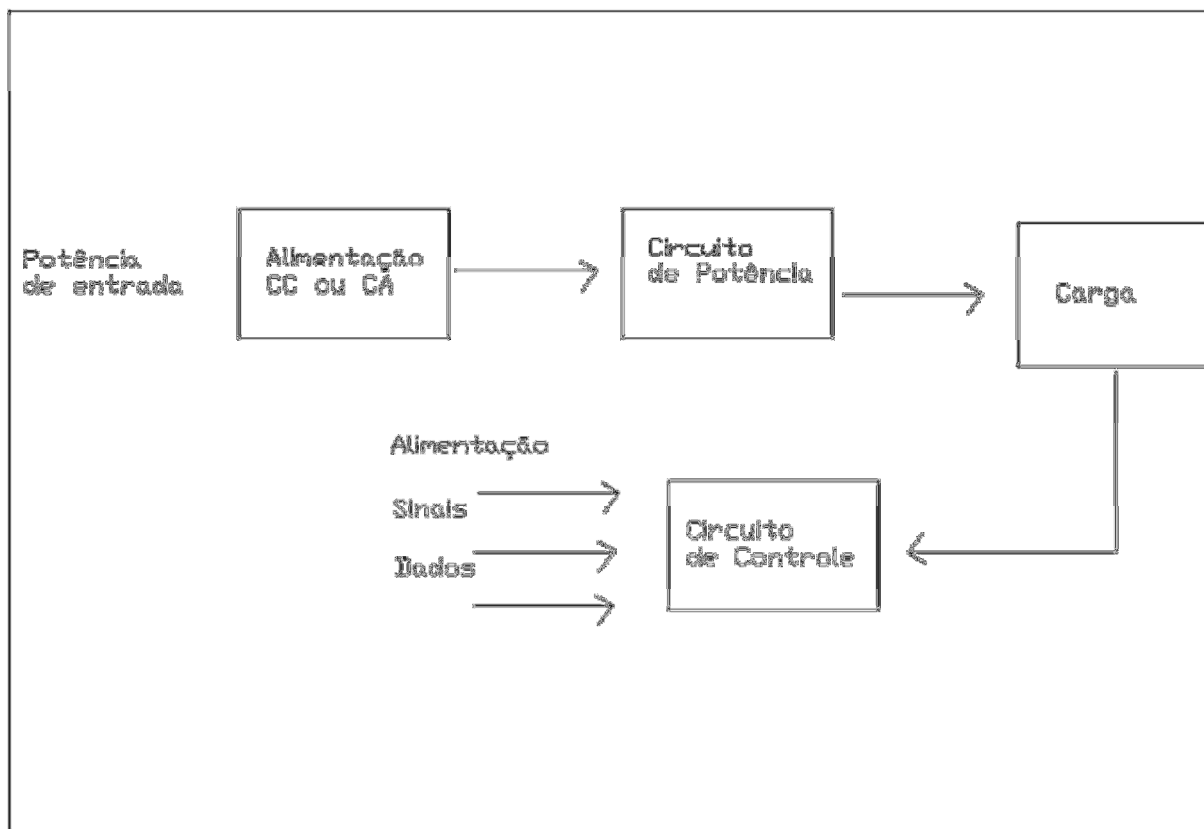 Potência
de entrada
Alimentação
CC ou CA
Circuito
de Potência
Carga
Alimentação
Sinais
Dados
Circuito
de Controle